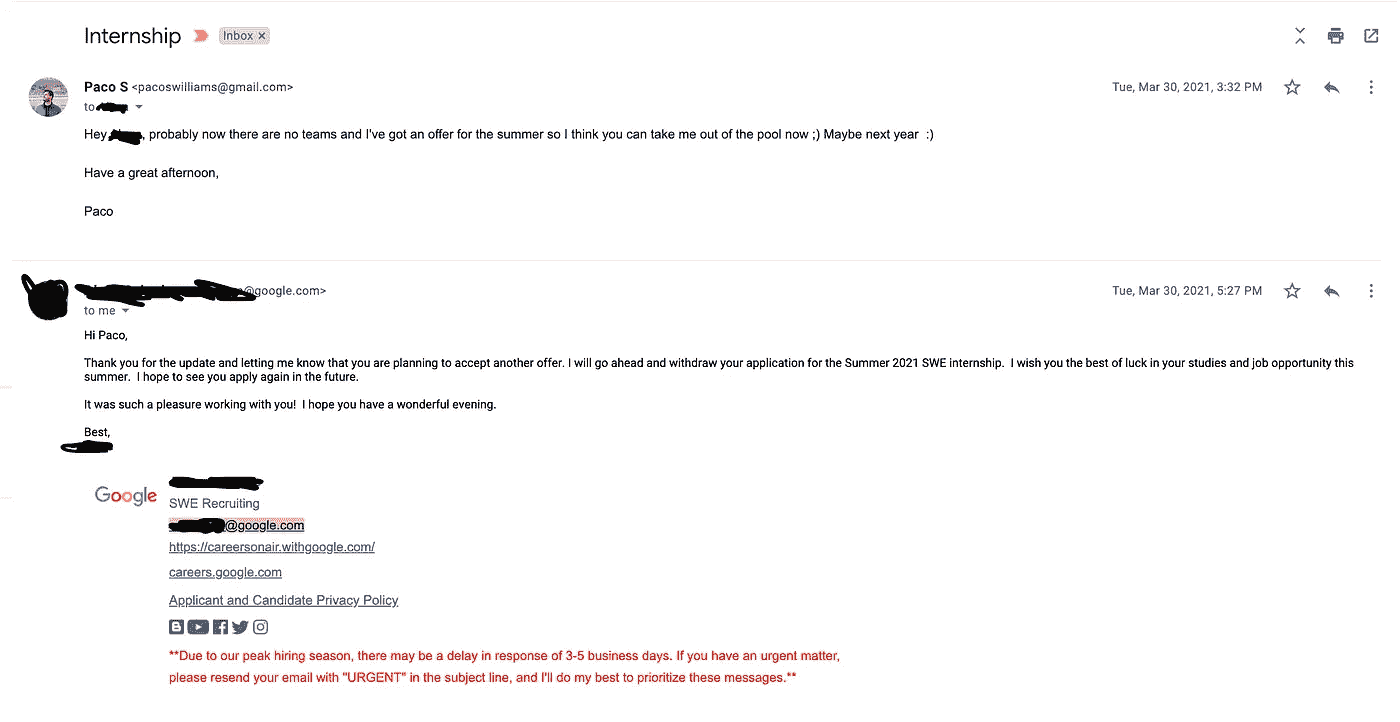 Internship Inbox ×
Paco S <pacoswilliams@gmail.com> Tue, Mar 30, 2021, 3:32 PM
to
Hey , probably now there are no teams and I've got an offer for the summer so I think you can take me out of the pool now ;) Maybe next year :)
Have a great afternoon,
Paco
@google.com> Tue, Mar 30, 2021, 5:27 PM
to me
Hi Paco,
Thank you for the update and letting me know that you are planning to accept another offer. I will go ahead and withdraw your application for the Summer 2021 SWE internship. I wish you the best of luck in your studies and job opportunity this
summer. I hope to see you apply again in the future.
It was such a pleasure working with you! I hope you have a wonderful evening.
Best,
Google
SWE Recruiting
@google.com
https://careersonair.withgoogle.com/
careers.google.com
Applicant and Candidate Privacy Policy
**Due to our peak hiring season, there may be a delay in response of 3-5 business days. If you have an urgent matter,
please resend your email with "URGENT" in the subject line, and I'll do my best to prioritize these messages.**